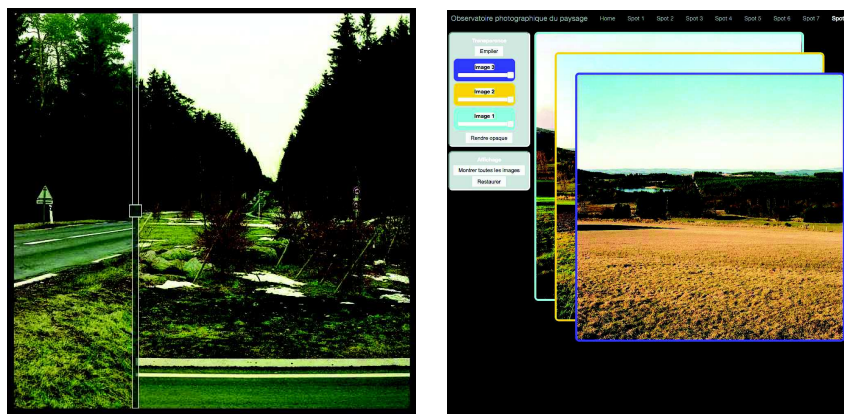 Observatoire photographique du paysage Home Spot 1 Spot 2 Spot 3 Spot 4 Spot 5 Spot 6 Spot 7 Spot
Transparence
Empiler
Image 3
Image 2
Image 1
Rendre opaque
Affichage
Montrer toutes les images
Restaurer